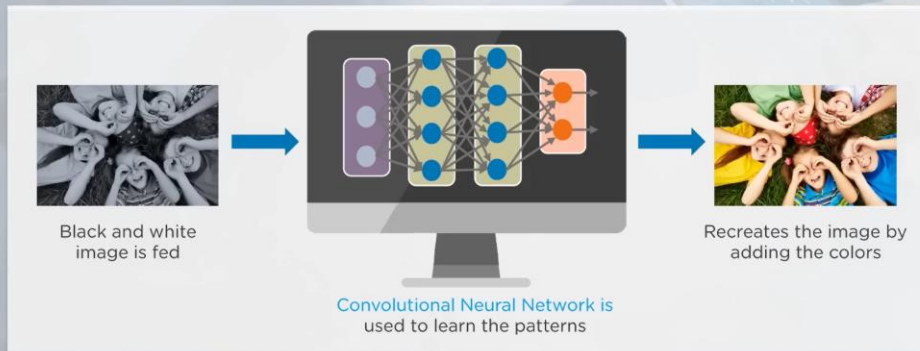 Black and white
image is fed
Convolutional Neural Network is
used to learn the patterns
Recreates the image by
adding the colors